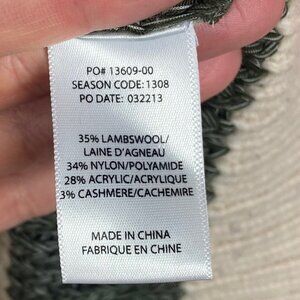 PO# 13609-00
SEASON CODE: 1308
PO DATE: 032213
35% LAMBSWOOL/
LAINE D'AGNEAU
34% NYLON/POLYAMIDE
28% ACRYLIC/ACRYLIQUE
3% CASHMERE/CACHEMIRE
MADE IN CHINA
FABRIQUE EN CHINE